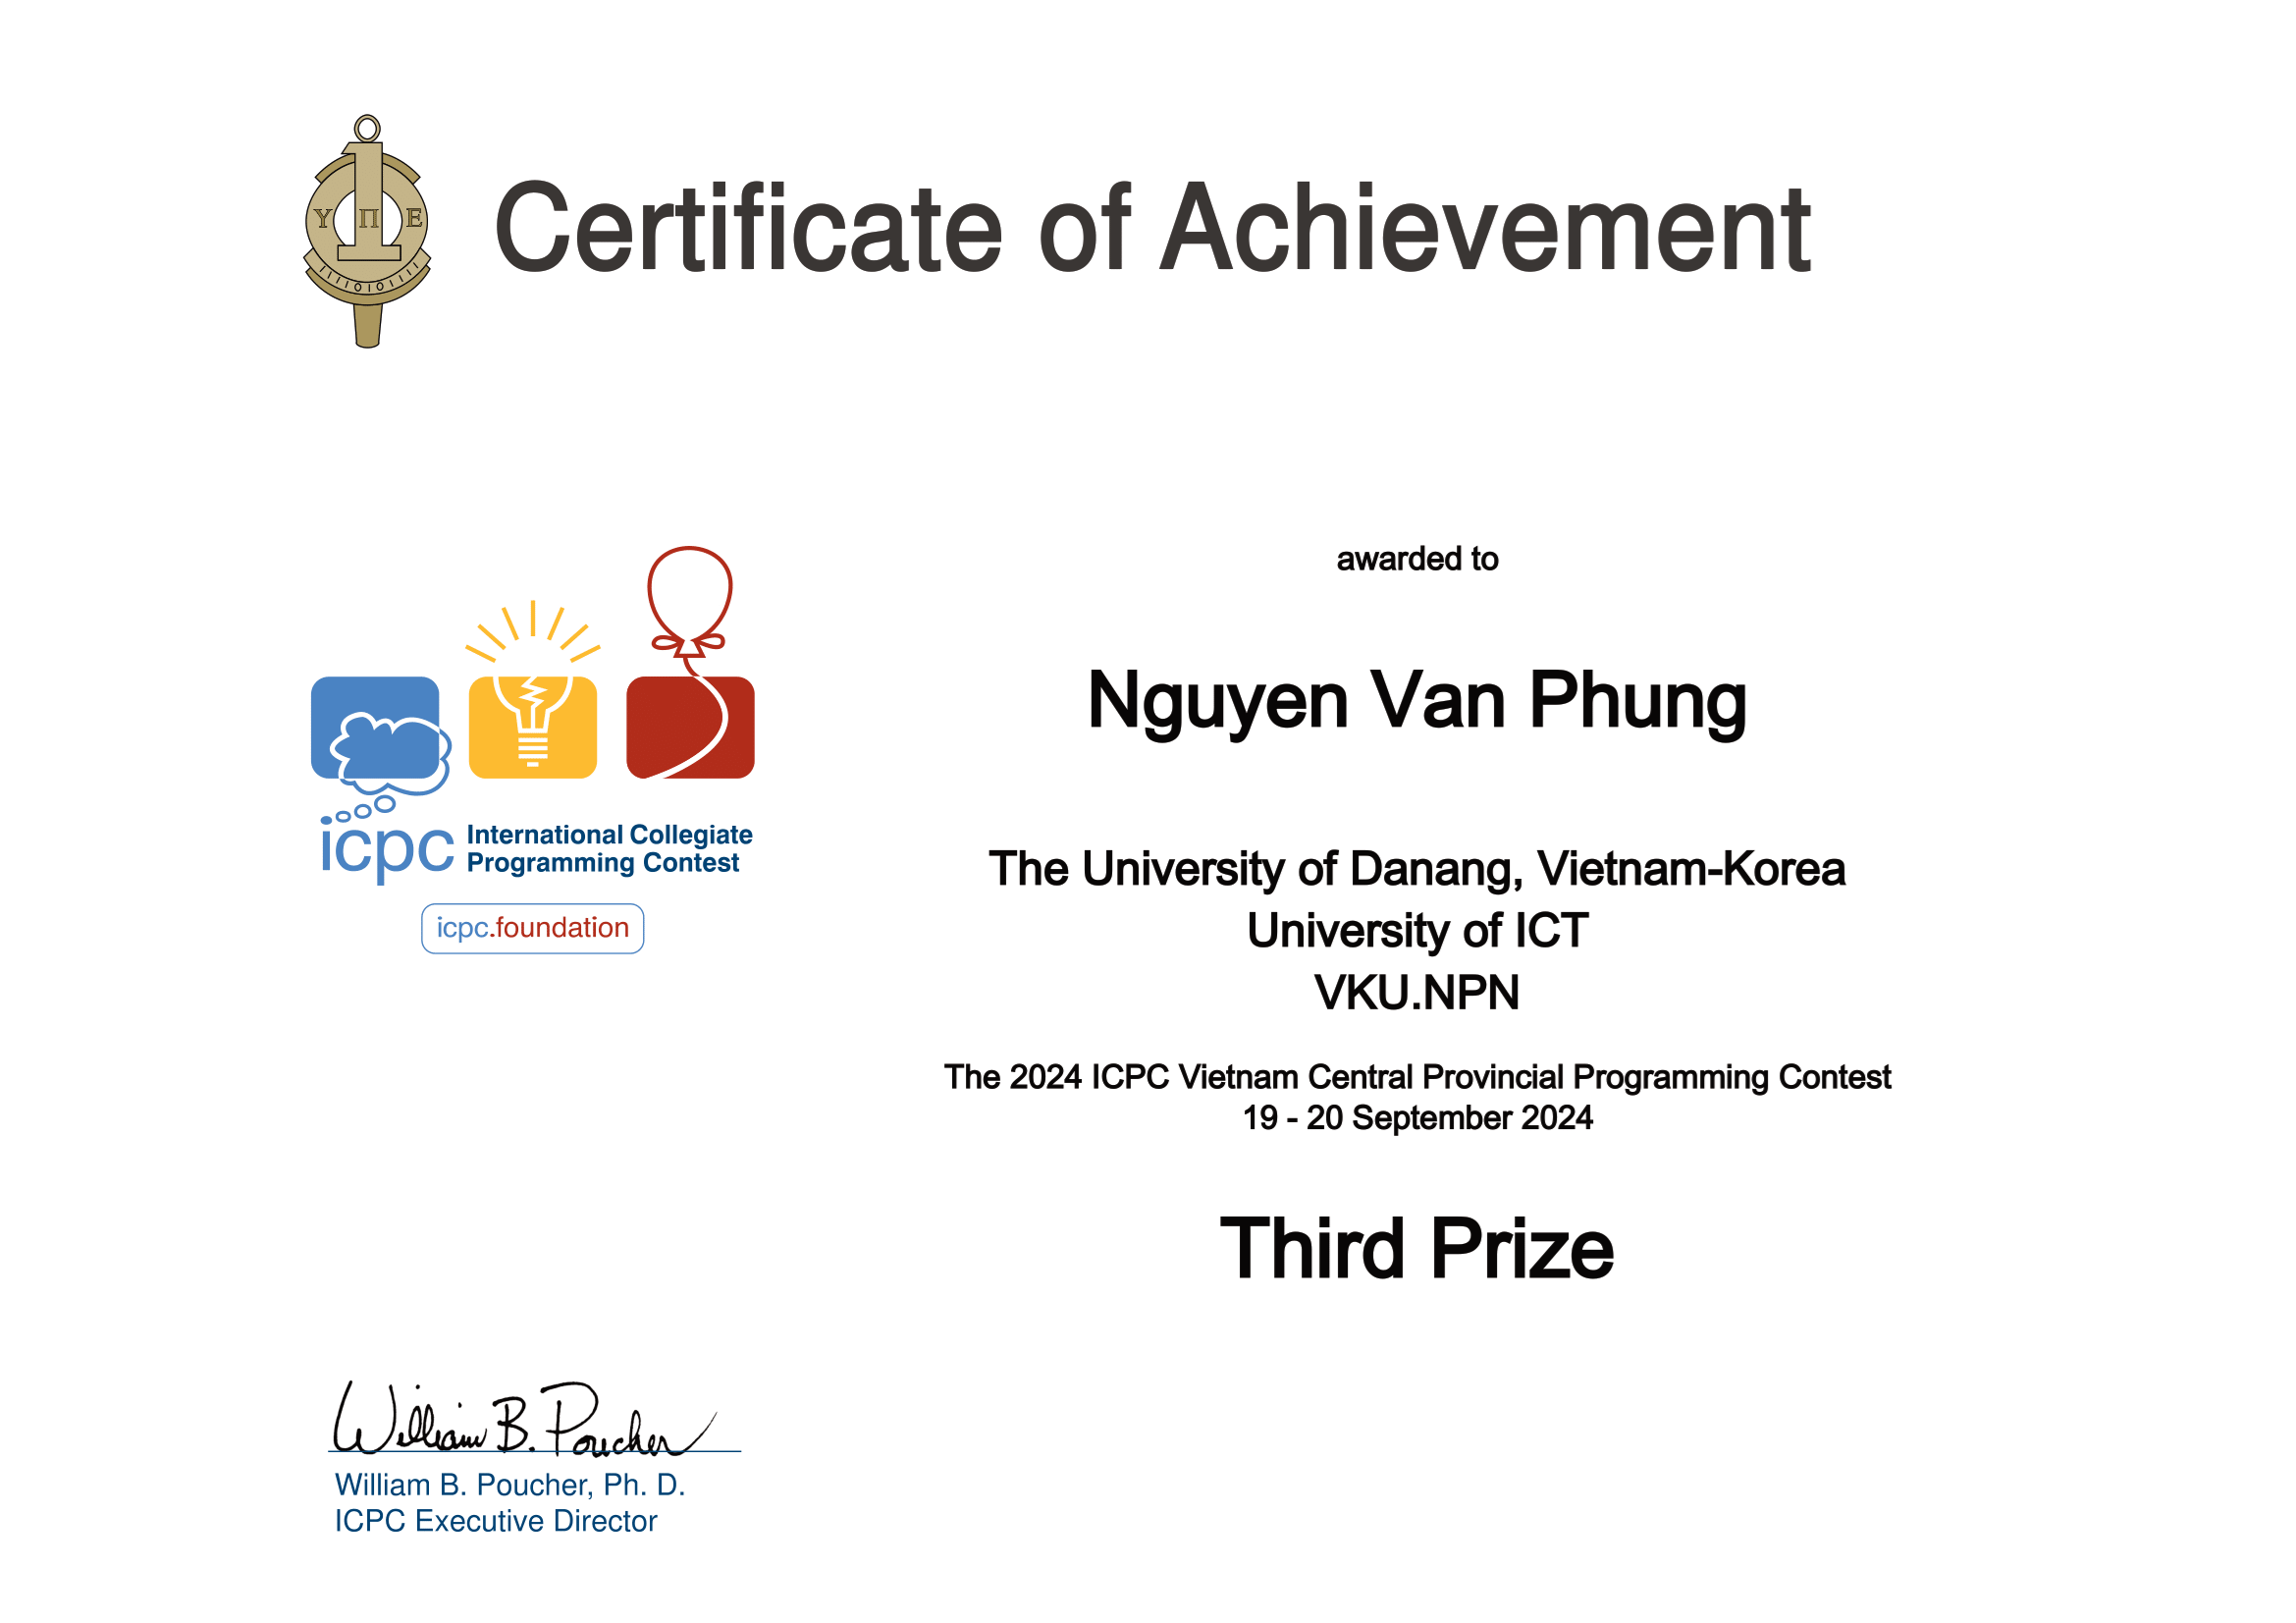 Certificate of Achievement
Υ Π Ε
awarded to
Nguyen Van Phung
The University of Danang, Vietnam-Korea
University of ICT
VKU.NPN
The 2024 ICPC Vietnam Central Provincial Programming Contest
19 - 20 September 2024
Third Prize
icpc International Collegiate
Programming Contest
icpc.foundation
William B. Poucher
William B. Poucher, Ph. D.
ICPC Executive Director